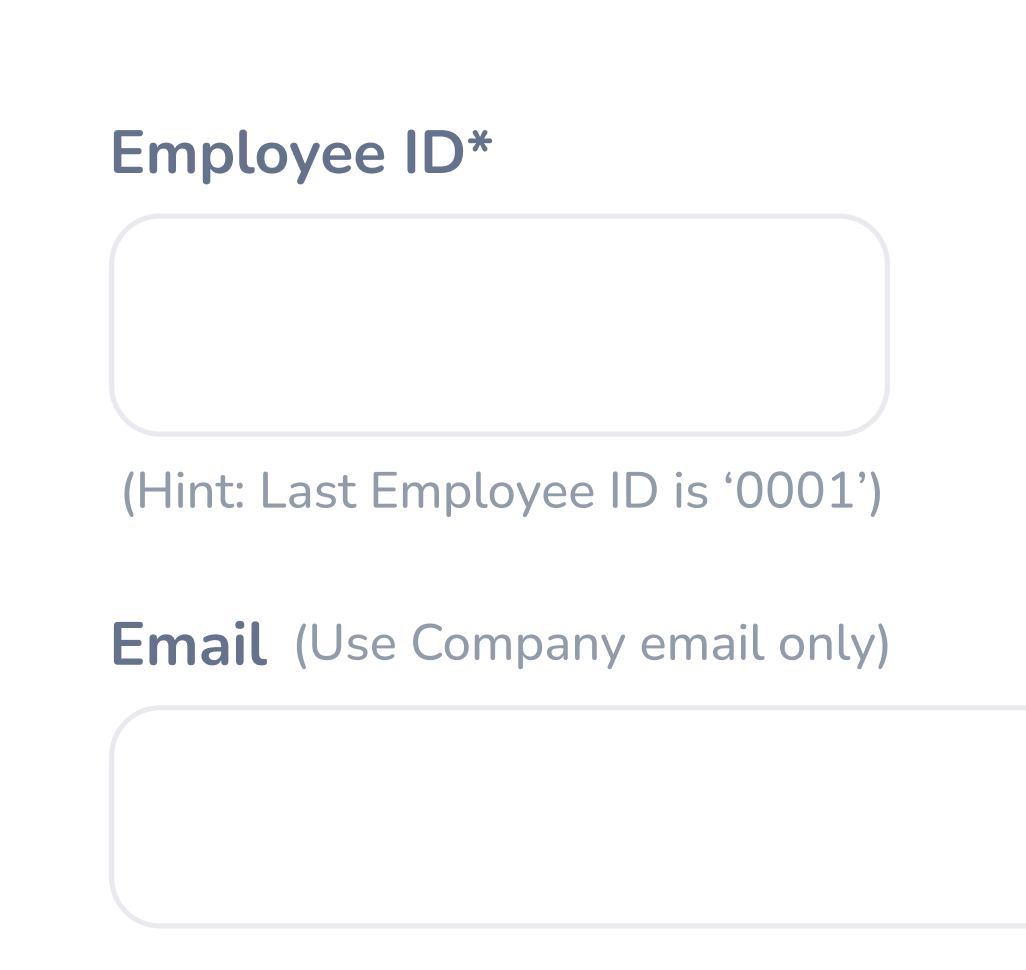 Employee ID*
(Hint: Last Employee ID is ‘0001’)
Email (Use Company email only)